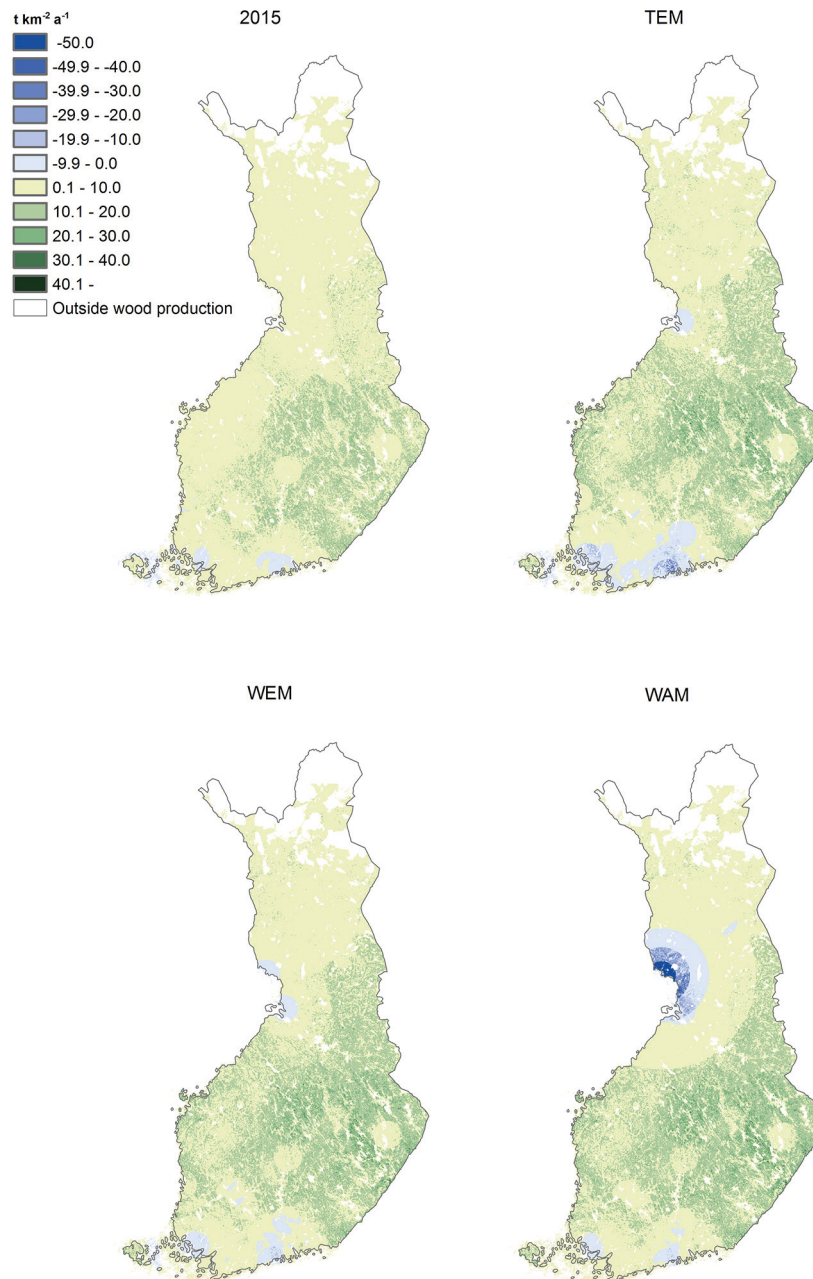 t km-2 a-1
-50.0
-49.9 - -40.0
-39.9 - -30.0
-29.9 - -20.0
-19.9 - -10.0
-9.9 - 0.0
0.1 - 10.0
10.1 - 20.0
20.1 - 30.0
30.1 - 40.0
40.1 -
Outside wood production
2015
TEM
WEM
WAM